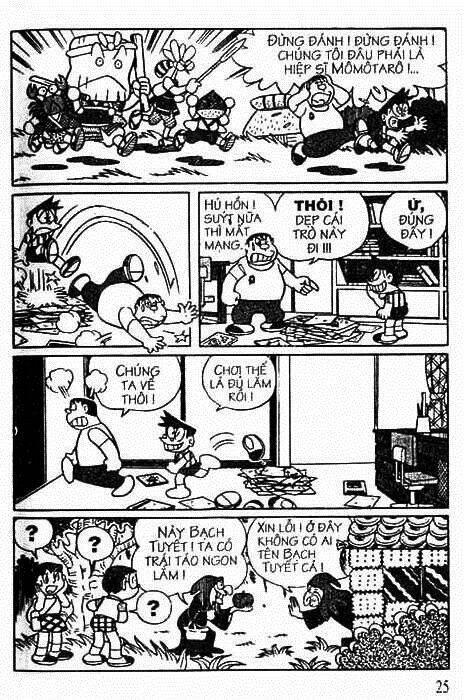 ĐỪNG ĐÁNH ! ĐỪNG ĐÁNH !
CHÚNG TÔI ĐÂU PHẢI LÀ
HIỆP SĨ MÔMÔTARÔ !...
HÚ HỒN !
SUÝT NỮA
THÌ MẤT
MẠNG.
THÔI !
DẸP CÁI
TRÒ NÀY
ĐI !!!
Ừ,
ĐÚNG
ĐẤY !
CHÚNG
TA VỀ
THÔI !
CHƠI THẾ
LÀ ĐỦ LẮM
RỒI !
?
?
?
NÀY BẠCH
TUYẾT ! TA CÓ
TRÁI TÁO NGON
LẮM !
XIN LỖI ! Ở ĐÂY
KHÔNG CÓ AI
TÊN BẠCH
TUYẾT CẢ !
25